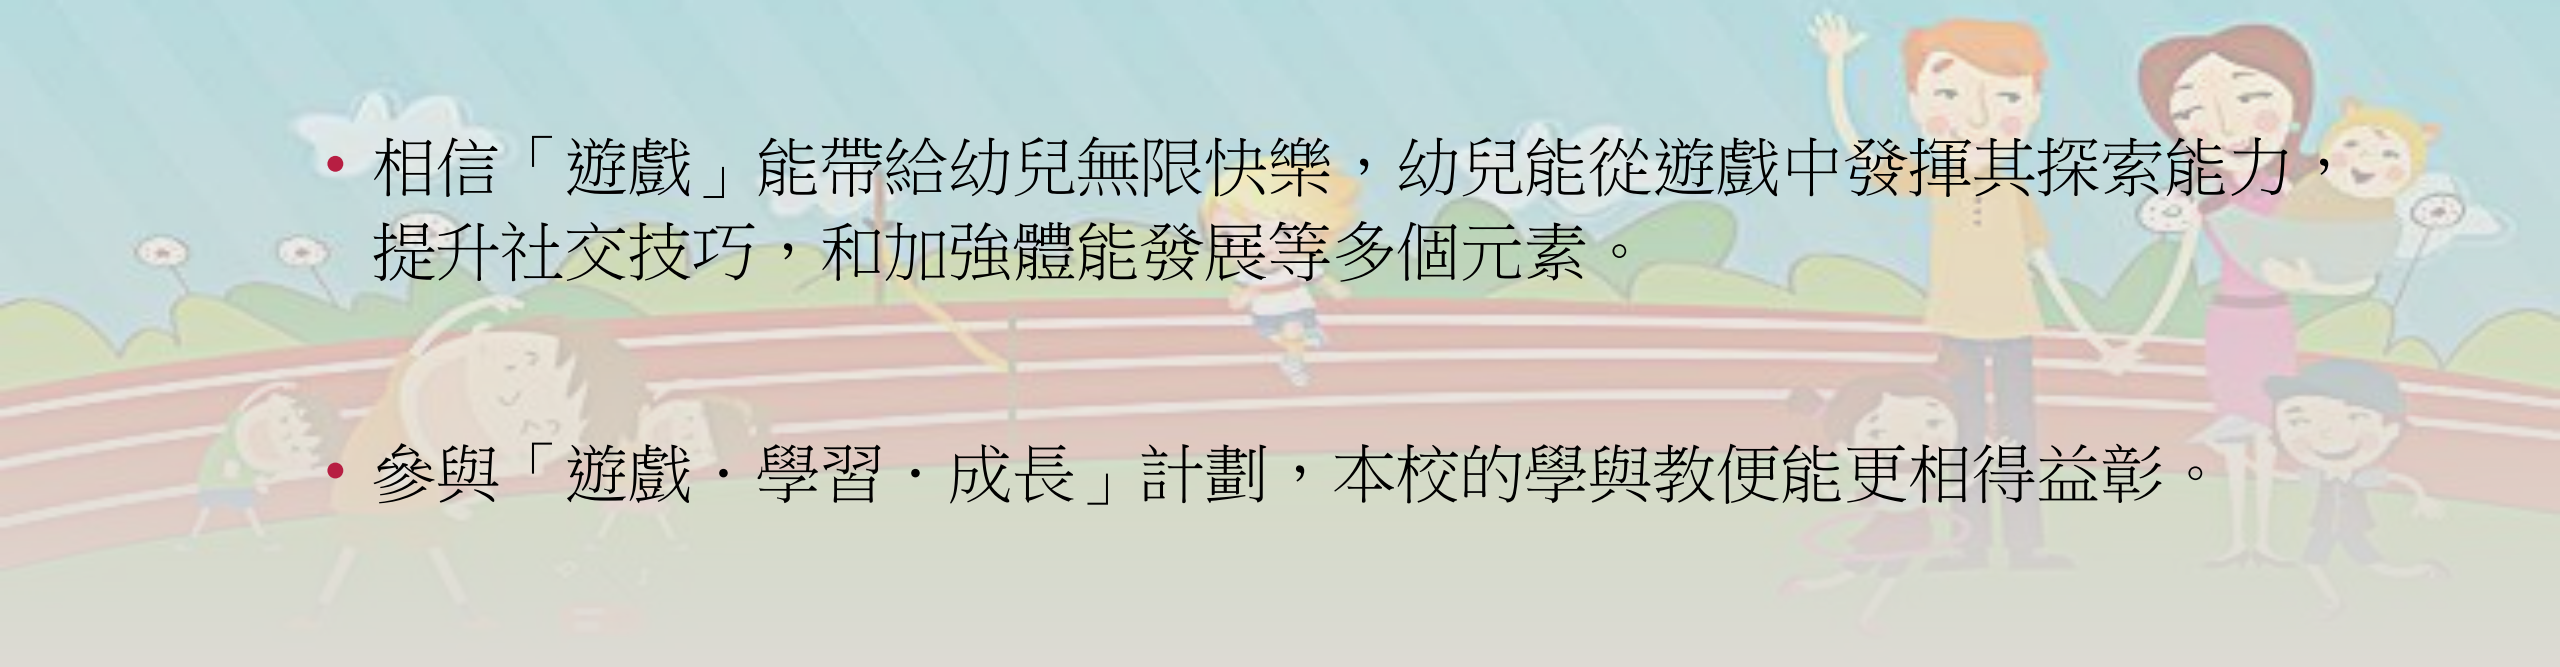 • 相信「遊戲」能帶給幼兒無限快樂，幼兒能從遊戲中發揮其探索能力，
提升社交技巧，和加強體能發展等多個元素。
• 參與「遊戲．學習．成長」計劃，本校的學與教便能更相得益彰。